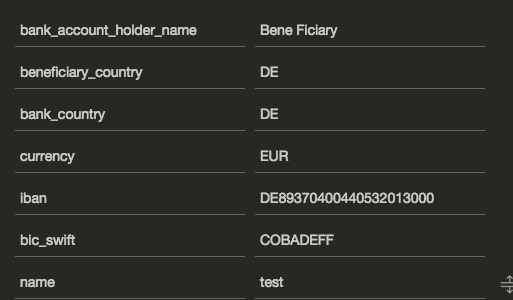 bank_account_holder_name Bene Ficiary
beneficiary_country DE
bank_country DE
currency EUR
iban DE89370400440532013000
bic_swift COBADEFF
name test